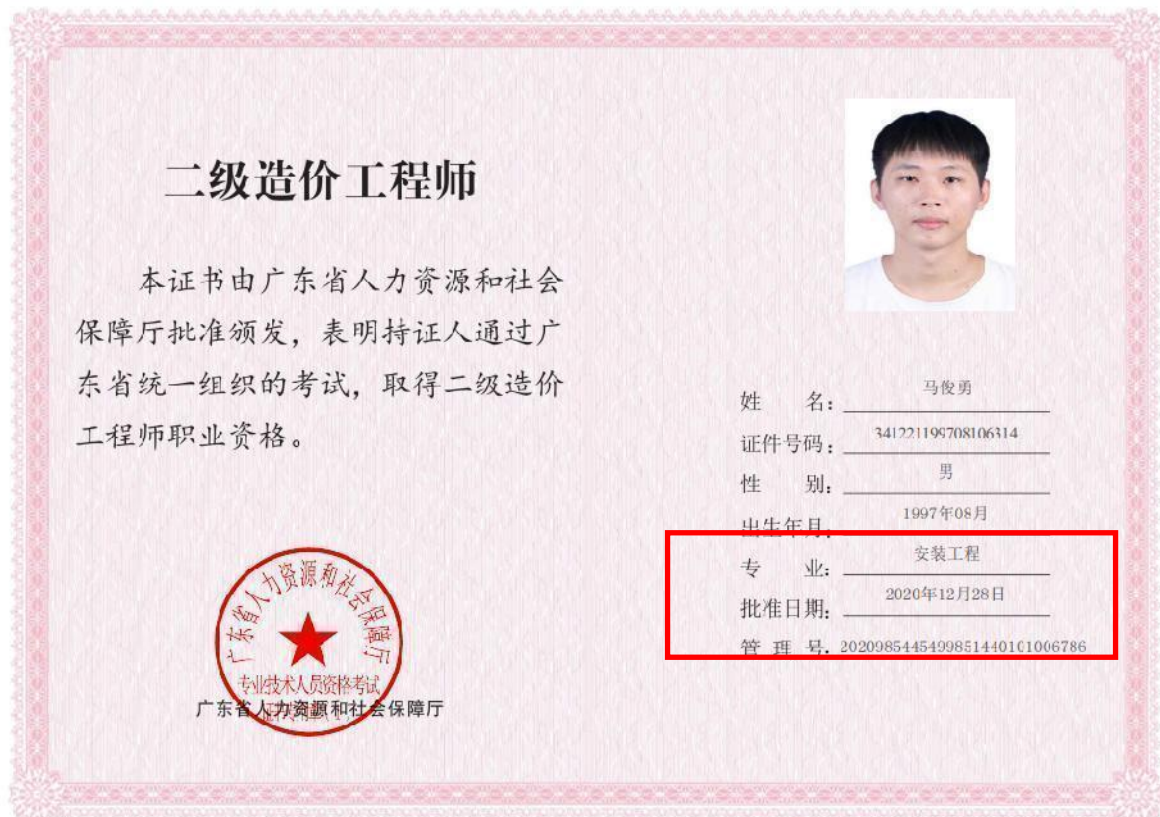 二级造价工程师
本证书由广东省人力资源和社会
保障厅批准颁发，表明持证人通过广
东省统一组织的考试，取得二级造价
工程师职业资格。
姓 名：马俊勇
证件号码：341221199708106314
性 别：男
出生年月：1997年08月
专 业：安装工程
批准日期：2020年12月28日
管 理 号：20209854454998514401010067​86
广东省人力资源和社会保障厅
专业技术人员资格考试
广东省人力资源和社会保障厅